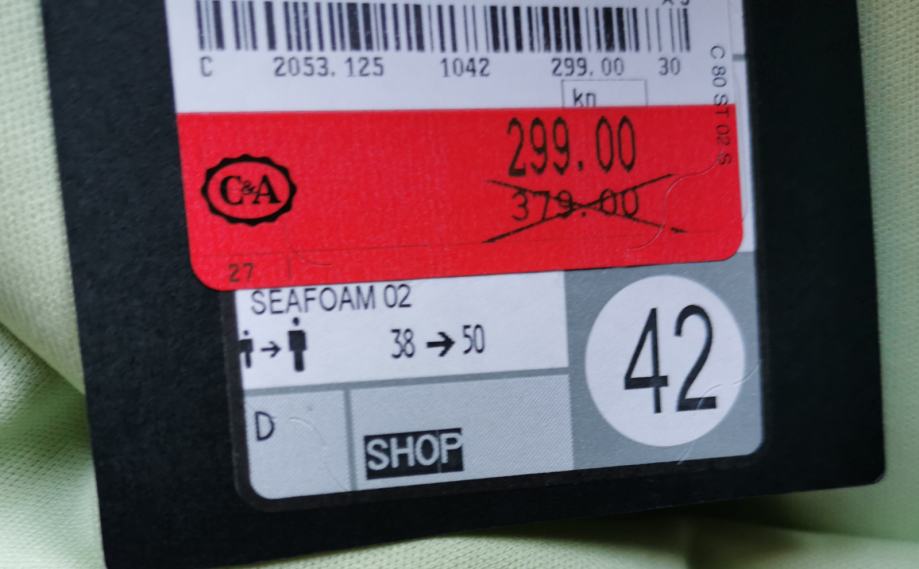 C 2053.125 1042 299.00 30
kn
C 80 ST 02 S
299.00
C&A
379.00
27
SEAFOAM 02
38 → 50
42
D
SHOP